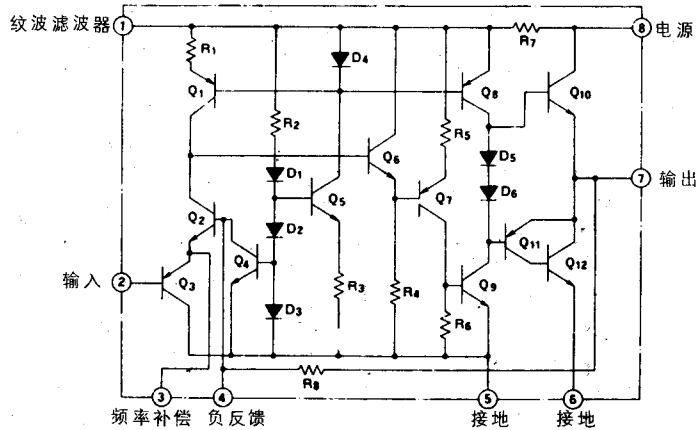 纹波滤波器 1
R1
Q1
R2
D4
R7
8 电源
Q8
Q10
D1
Q6
R5
D5
D6
7 输出
Q2
Q5
Q7
D2
Q4
Q11
Q12
输入 2
Q3
R3
R4
Q9
D3
R6
R8
3
4
5
6
频率补偿
负反馈
接地
接地